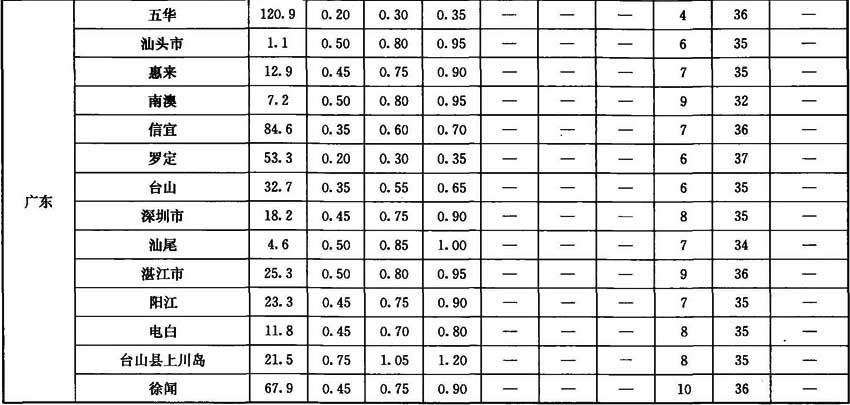 广东
五华 120.9 0.20 0.30 0.35 — — — 4 36 —
汕头市 1.1 0.50 0.80 0.95 — — — 6 35 —
惠来 12.9 0.45 0.75 0.90 — — — 7 35 —
南澳 7.2 0.50 0.80 0.95 — — — 9 32 —
信宜 84.6 0.35 0.60 0.70 — — — 7 36 —
罗定 53.3 0.20 0.30 0.35 — — — 6 37 —
台山 32.7 0.35 0.55 0.65 — — — 6 35 —
深圳市 18.2 0.45 0.75 0.90 — — — 8 35 —
汕尾 4.6 0.50 0.85 1.00 — — — 7 34 —
湛江市 25.3 0.50 0.80 0.95 — — — 9 36 —
阳江 23.3 0.45 0.75 0.90 — — — 7 35 —
电白 11.8 0.45 0.70 0.80 — — — 8 35 —
台山县上川岛 21.5 0.75 1.05 1.20 — — — 8 35 —
徐闻 67.9 0.45 0.75 0.90 — — — 10 36 —